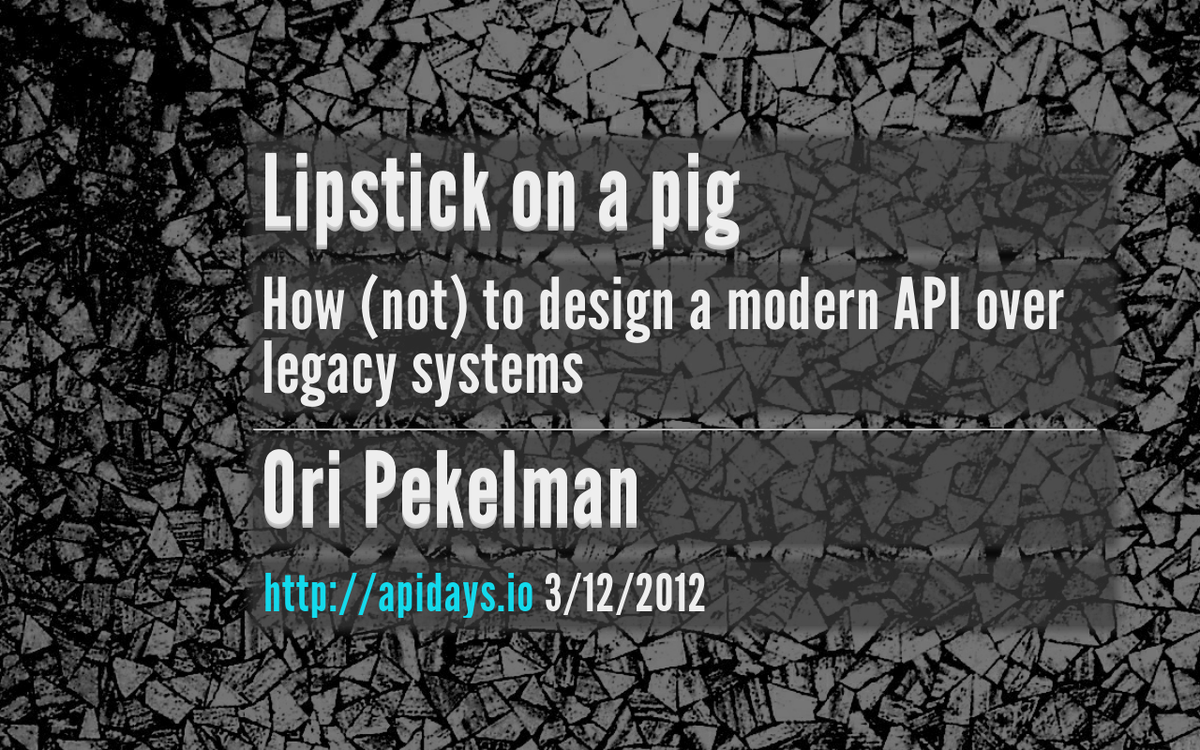 Lipstick on a pig
How (not) to design a modern API over
legacy systems
Ori Pekelman
http://apidays.io 3/12/2012